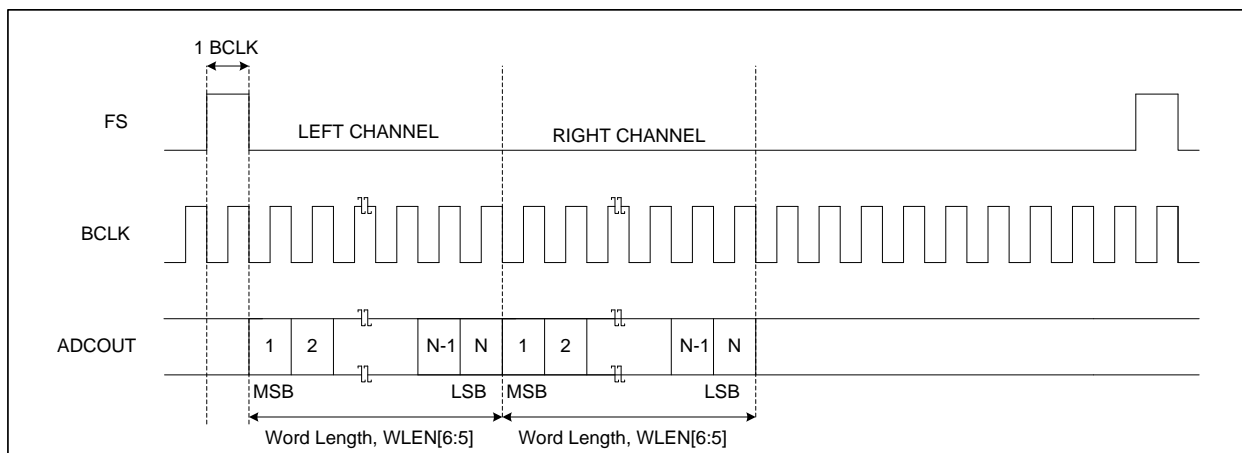 1 BCLK
FS
LEFT CHANNEL
RIGHT CHANNEL
BCLK
ADCOUT
1 2 N-1 N 1 2 N-1 N
MSB LSB MSB LSB
Word Length, WLEN[6:5] Word Length, WLEN[6:5]